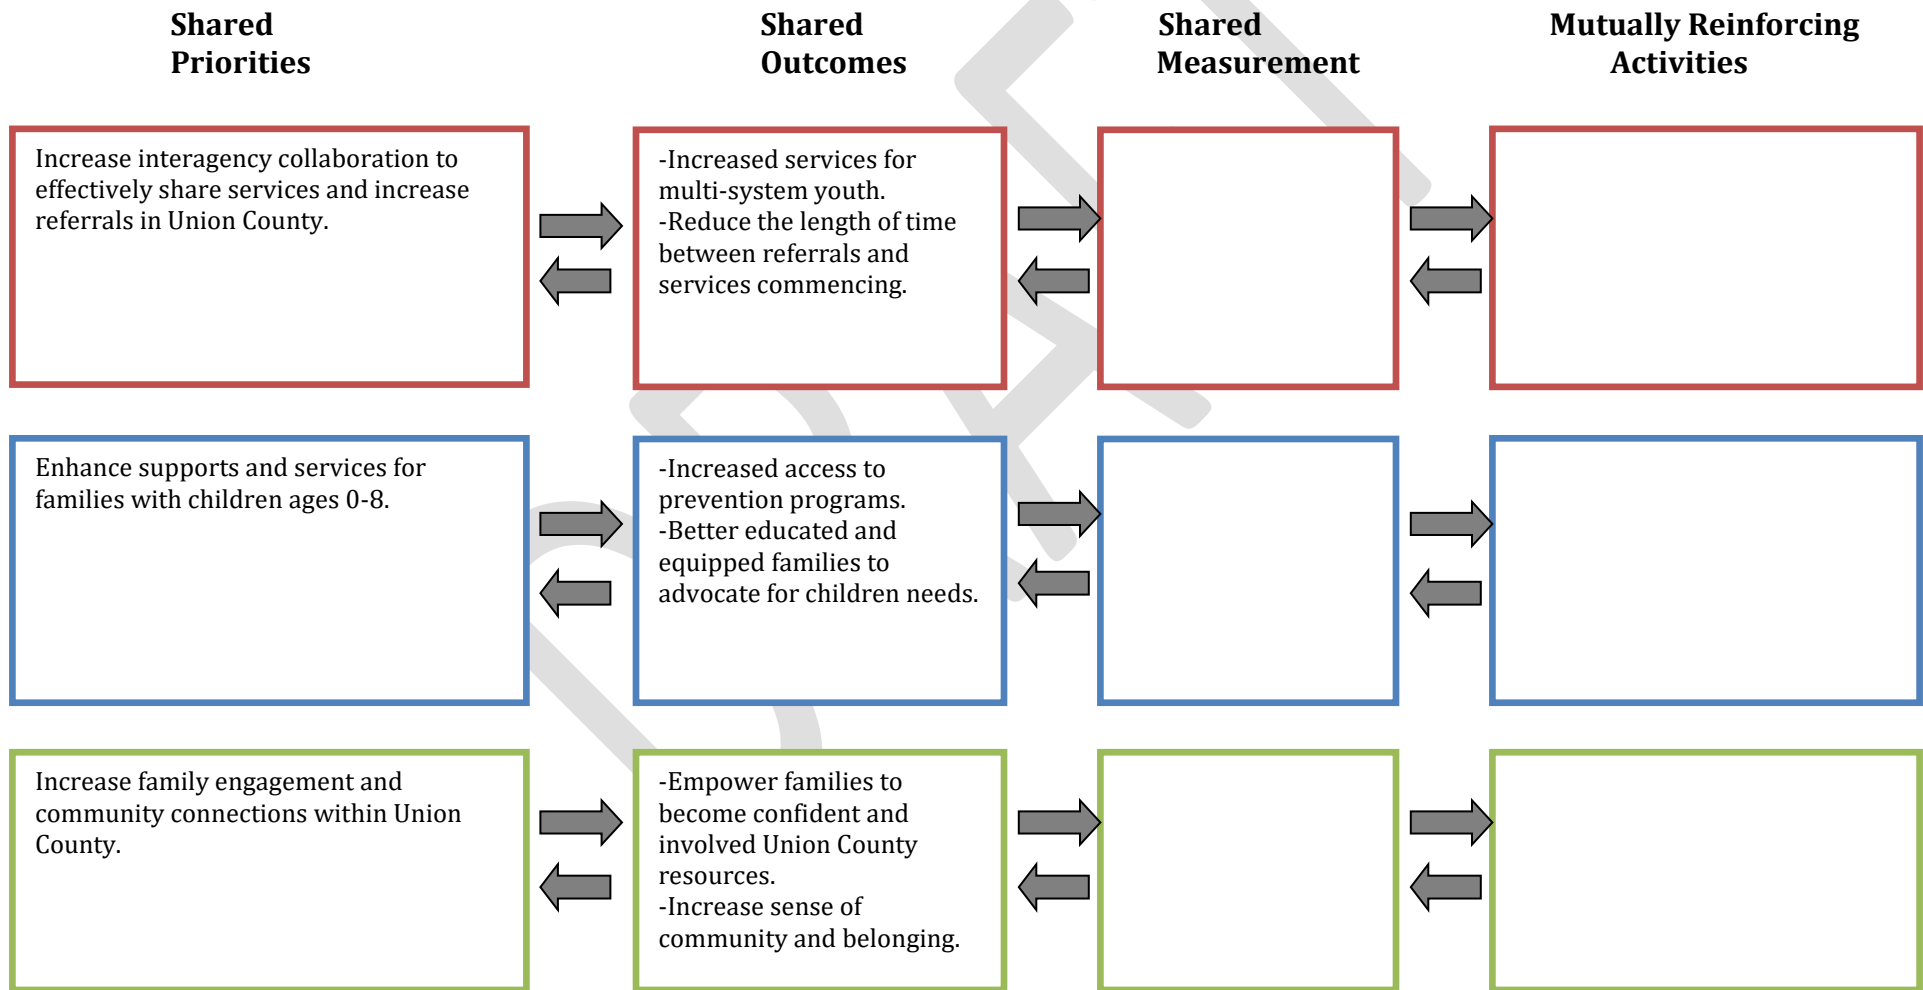 Shared
Priorities
Shared
Outcomes
Shared
Measurement
Mutually Reinforcing
Activities
Increase interagency collaboration to
effectively share services and increase
referrals in Union County.
-Increased services for
multi-system youth.
-Reduce the length of time
between referrals and
services commencing.
Enhance supports and services for
families with children ages 0-8.
-Increased access to
prevention programs.
-Better educated and
equipped families to
advocate for children needs.
Increase family engagement and
community connections within Union
County.
-Empower families to
become confident and
involved Union County
resources.
-Increase sense of
community and belonging.
DRAFT